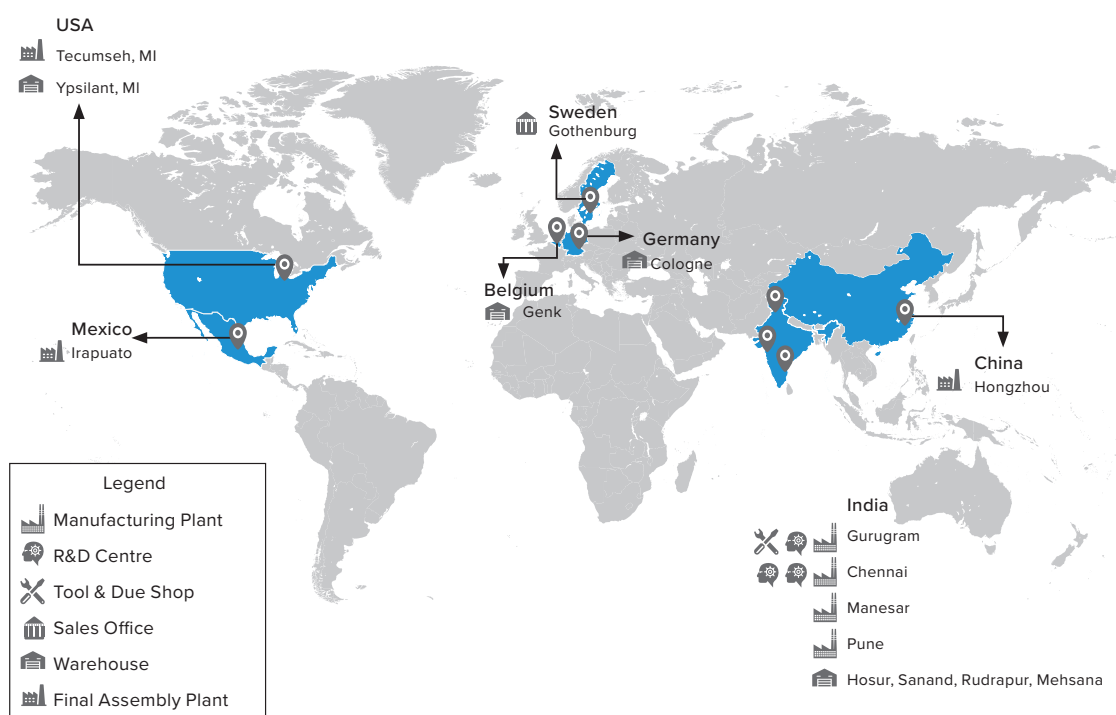 USA
Tecumseh, MI
Ypsilant, MI
Sweden
Gothenburg
Germany
Cologne
Belgium
Genk
Mexico
Irapuato
China
Hongzhou
Legend
Manufacturing Plant
R&D Centre
Tool & Due Shop
Sales Office
Warehouse
Final Assembly Plant
India
Gurugram
Chennai
Manesar
Pune
Hosur, Sanand, Rudrapur, Mehsana